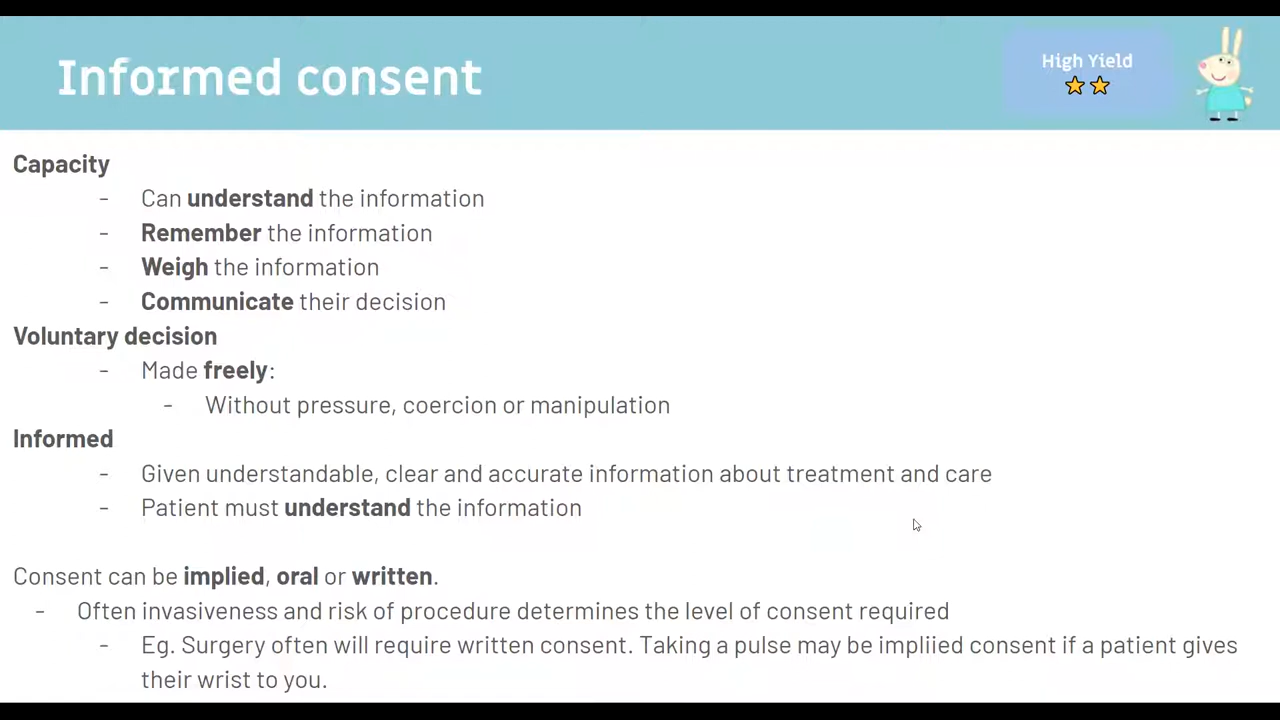 Informed consent
High Yield
Capacity
- Can understand the information
- Remember the information
- Weigh the information
- Communicate their decision
Voluntary decision
- Made freely:
- Without pressure, coercion or manipulation
Informed
- Given understandable, clear and accurate information about treatment and care
- Patient must understand the information
Consent can be implied, oral or written.
- Often invasiveness and risk of procedure determines the level of consent required
- Eg. Surgery often will require written consent. Taking a pulse may be impliied consent if a patient gives
their wrist to you.